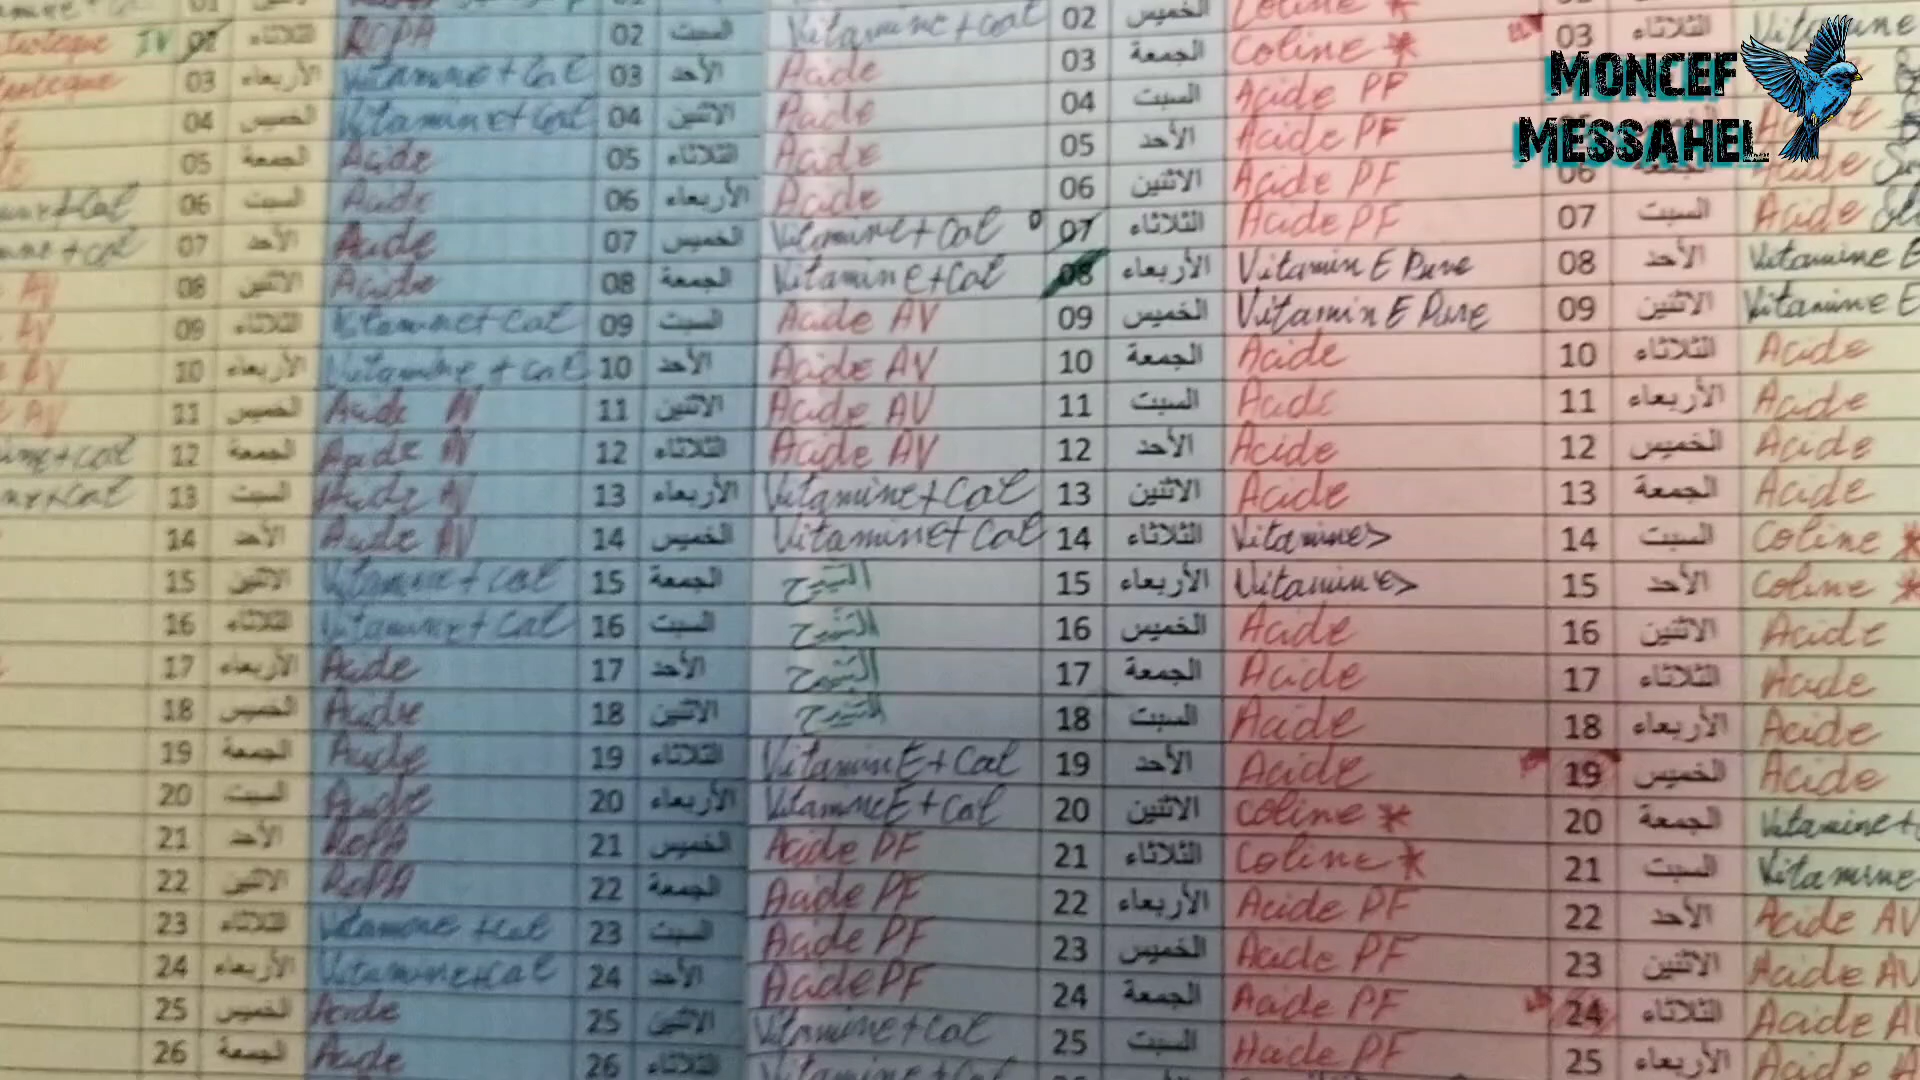 MONCEF
MESSAHEL
02 السبت Vitamine+Cal 02 الخميس Coline * 03 الثلاثاء
03 الأربعاء Vitamine+Cal 03 الأحد Acide 03 الجمعة Coline *
04 الخميس Vitamine+Cal 04 الاثنين Acide 04 السبت Acide PF
05 الجمعة Acide 05 الثلاثاء Acide 05 الأحد Acide PF
06 السبت Acide 06 الأربعاء Acide 06 الاثنين Acide PF 06 الجمعة Acide
07 الأحد Acide 07 الخميس Vitamine+Cal 07 الثلاثاء Acide PF 07 السبت Acide
AV 08 الاثنين Acide 08 الجمعة Vitamine+Cal 08 الأربعاء Vitamin E Pure 08 الأحد Vitamine E
AV 09 الثلاثاء Vitamine+Cal 09 السبت Acide AV 09 الخميس Vitamin E Pure 09 الاثنين Vitamine E
AV 10 الأربعاء Vitamine+Cal 10 الأحد Acide AV 10 الجمعة Acide 10 الثلاثاء Acide
AV 11 الخميس Acide AV 11 الاثنين Acide AV 11 السبت Acide 11 الأربعاء Acide
12 الجمعة Acide AV 12 الثلاثاء Acide AV 12 الأحد Acide 12 الخميس Acide
13 السبت Acide AV 13 الأربعاء Vitamine+Cal 13 الاثنين Acide 13 الجمعة Acide
14 الأحد Acide AV 14 الخميس Vitamine+Cal 14 الثلاثاء Vitamines 14 السبت Coline *
15 الاثنين Vitamine+Cal 15 الجمعة 15 الأربعاء Vitamines 15 الأحد Coline *
16 الثلاثاء Vitamine+Cal 16 السبت 16 الخميس Acide 16 الاثنين Acide
17 الأربعاء Acide 17 الأحد 17 الجمعة Acide 17 الثلاثاء Acide
18 الخميس Acide 18 الاثنين 18 السبت Acide 18 الأربعاء Acide
19 الجمعة Acide 19 الثلاثاء Vitamin E+Cal 19 الأحد Acide 19 الخميس Acide
20 السبت Acide 20 الأربعاء Vitamine E+Cal 20 الاثنين Coline * 20 الجمعة Vitamine+
21 الأحد RoPA 21 الخميس Acide PF 21 الثلاثاء Coline * 21 السبت Vitamine
22 الاثنين RoPA 22 الجمعة Acide PF 22 الأربعاء Acide PF 22 الأحد Acide AV
23 الثلاثاء Vitamine+Cal 23 السبت Acide PF 23 الخميس Acide PF 23 الاثنين Acide AV
24 الأربعاء Vitamine+Cal 24 الأحد Acide PF 24 الجمعة Acide PF 24 الثلاثاء Acide
25 الخميس Acide 25 الاثنين Vitamine+Cal 25 السبت Acide PF 25 الأربعاء Acide
26 الجمعة Acide 26 الثلاثاء Vitamine+Cal